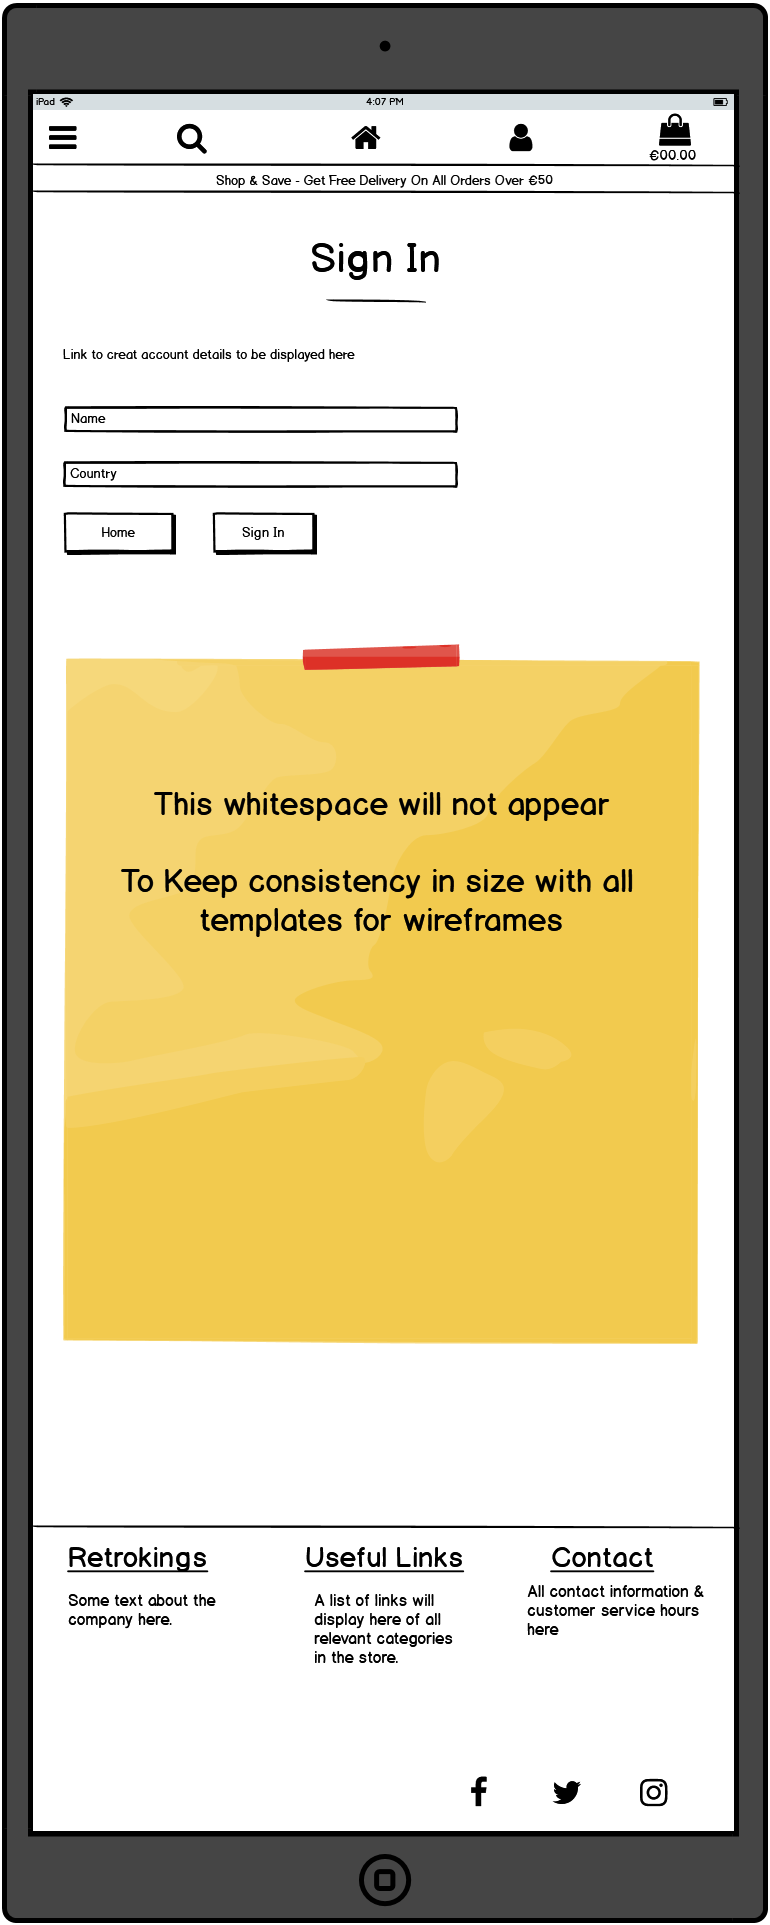 iPad
4:07 PM
€00.00
Shop & Save - Get Free Delivery On All Orders Over €50
Sign In
Link to creat account details to be displayed here
Name
Country
Home
Sign In
This whitespace will not appear
To Keep consistency in size with all
templates for wireframes
Retrokings
Some text about the
company here.
Useful Links
A list of links will
display here of all
relevant categories
in the store.
Contact
All contact information &
customer service hours
here